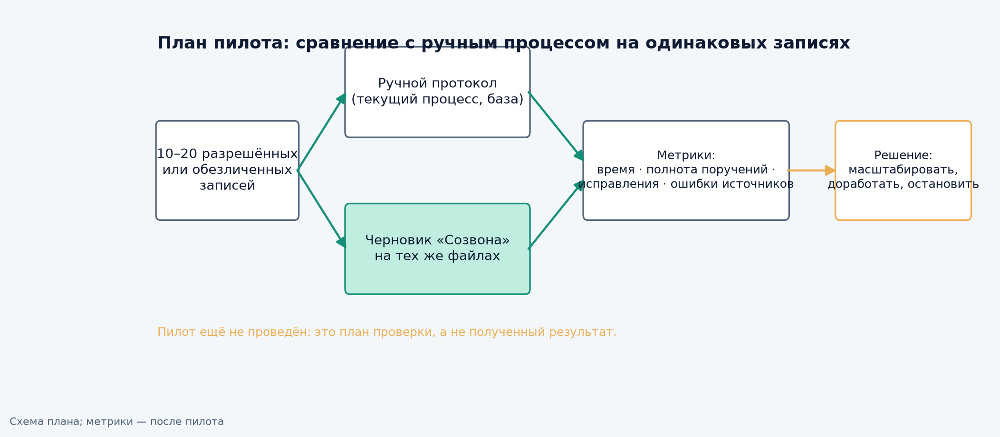 План пилота: сравнение с ручным процессом на одинаковых записях
Ручной протокол
(текущий процесс, база)
10–20 разрешённых
или обезличенных
записей
Черновик «Созвона»
на тех же файлах
Метрики:
время · полнота поручений ·
исправления · ошибки источников
Решение:
масштабировать,
доработать, остановить
Пилот ещё не проведён: это план проверки, а не полученный результат.
Схема плана; метрики — после пилота